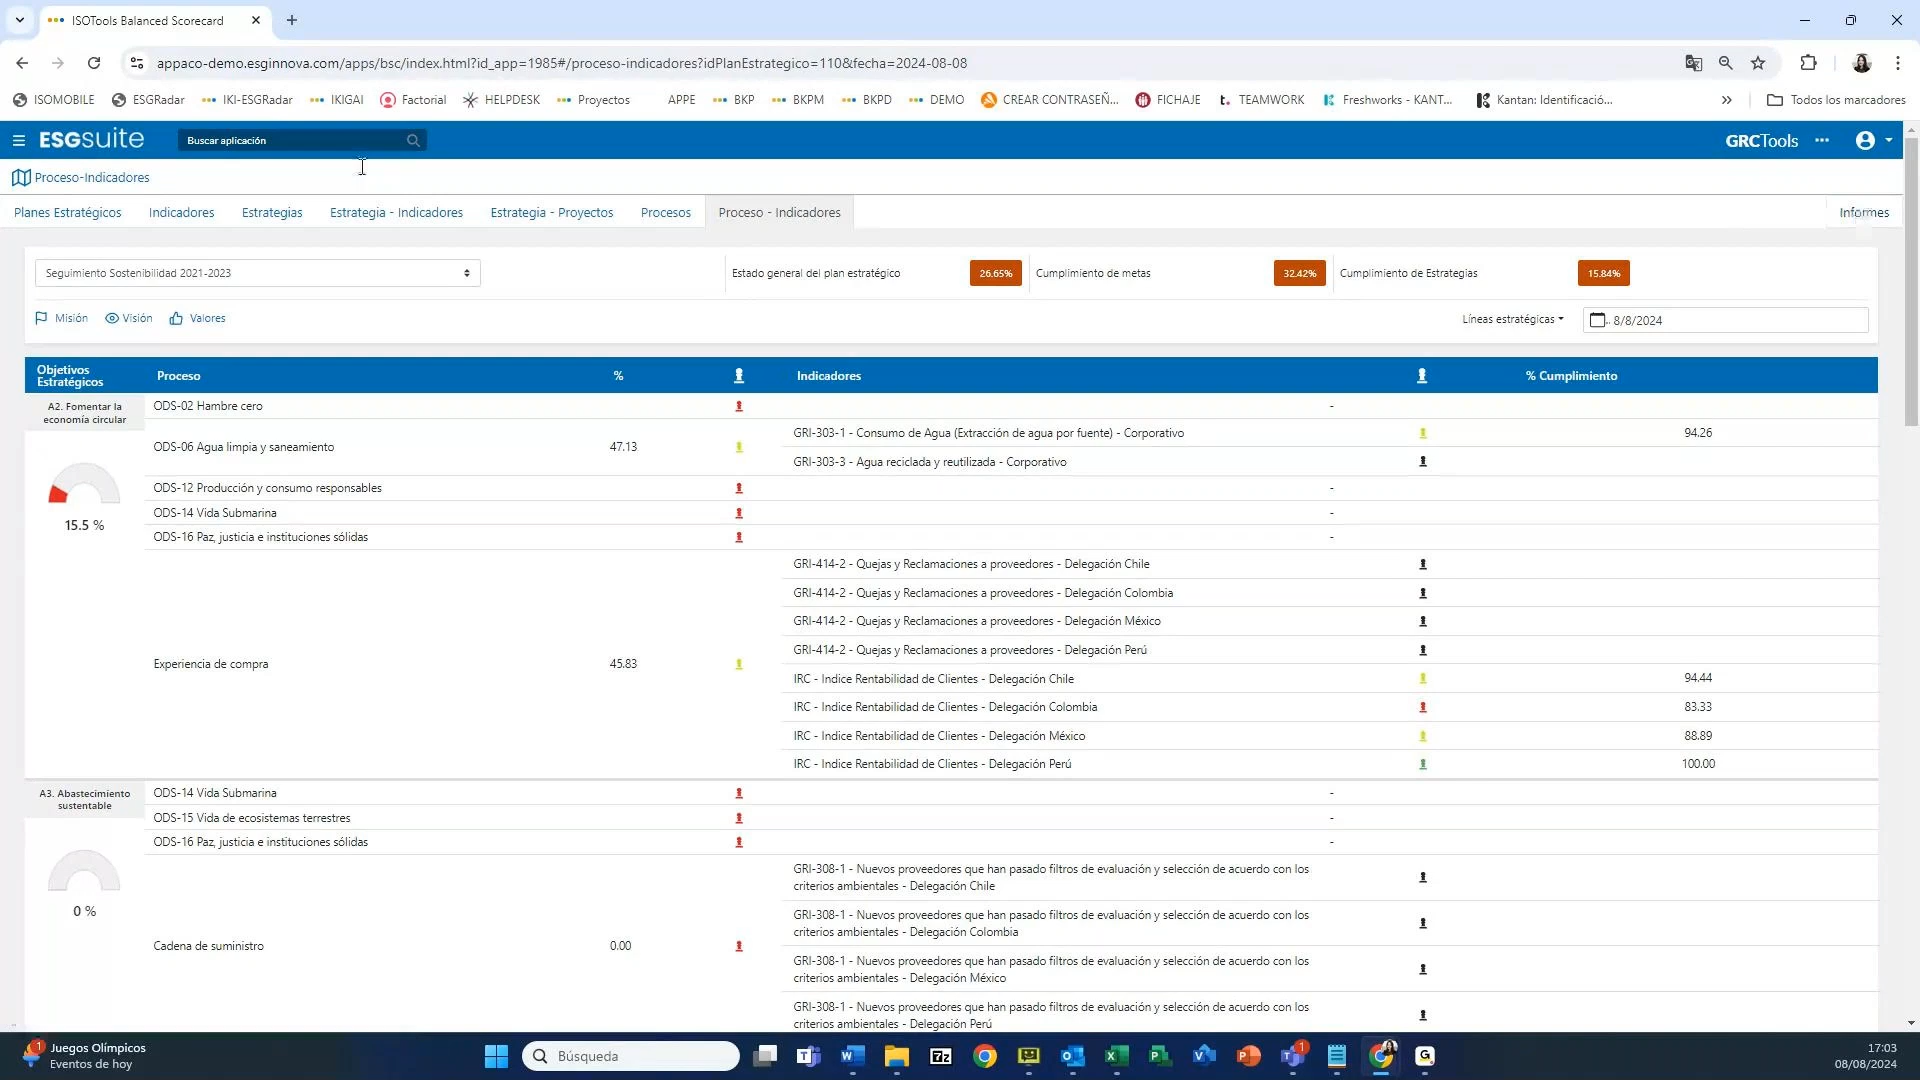 ISOTools Balanced Scorecard
appaco-demo.esginnova.com/apps/bsc/index.html?id_app=1985#/proceso-indicadores?idPlanEstrategico=110&fecha=2024-08-08
ISOMOBILE ESGRadar IKI-ESGRadar IKIGAI Factorial HELPDESK Proyectos APPE BKP BKPM BKPD DEMO CREAR CONTRASEÑ... FICHAJE TEAMWORK Freshworks - KANT... Kantan: Identificació... Todos los marcadores
ESGsuite Buscar aplicación GRCTools
Proceso-Indicadores
Planes Estratégicos Indicadores Estrategias Estrategia - Indicadores Estrategia - Proyectos Procesos Proceso - Indicadores Informes
Seguimiento Sostenibilidad 2021-2023 Estado general del plan estratégico 26.65% Cumplimiento de metas 32.42% Cumplimiento de Estrategias 15.84%
Misión Visión Valores Líneas estratégicas 8/8/2024
Objetivos Estratégicos Proceso % Indicadores % Cumplimiento
A2. Fomentar la economía circular
15.5 %
ODS-02 Hambre cero -
ODS-06 Agua limpia y saneamiento 47.13
GRI-303-1 - Consumo de Agua (Extracción de agua por fuente) - Corporativo 94.26
GRI-303-3 - Agua reciclada y reutilizada - Corporativo
ODS-12 Producción y consumo responsables -
ODS-14 Vida Submarina -
ODS-16 Paz, justicia e instituciones sólidas -
Experiencia de compra 45.83
GRI-414-2 - Quejas y Reclamaciones a proveedores - Delegación Chile
GRI-414-2 - Quejas y Reclamaciones a proveedores - Delegación Colombia
GRI-414-2 - Quejas y Reclamaciones a proveedores - Delegación México
GRI-414-2 - Quejas y Reclamaciones a proveedores - Delegación Perú
IRC - Indice Rentabilidad de Clientes - Delegación Chile 94.44
IRC - Indice Rentabilidad de Clientes - Delegación Colombia 83.33
IRC - Indice Rentabilidad de Clientes - Delegación México 88.89
IRC - Indice Rentabilidad de Clientes - Delegación Perú 100.00
A3. Abastecimiento sustentable
0 %
ODS-14 Vida Submarina -
ODS-15 Vida de ecosistemas terrestres -
ODS-16 Paz, justicia e instituciones sólidas -
Cadena de suministro 0.00
GRI-308-1 - Nuevos proveedores que han pasado filtros de evaluación y selección de acuerdo con los
criterios ambientales - Delegación Chile
GRI-308-1 - Nuevos proveedores que han pasado filtros de evaluación y selección de acuerdo con los
criterios ambientales - Delegación Colombia
GRI-308-1 - Nuevos proveedores que han pasado filtros de evaluación y selección de acuerdo con los
criterios ambientales - Delegación México
GRI-308-1 - Nuevos proveedores que han pasado filtros de evaluación y selección de acuerdo con los
criterios ambientales - Delegación Perú
1 Juegos Olímpicos
Eventos de hoy
Búsqueda
1
17:03
08/08/2024